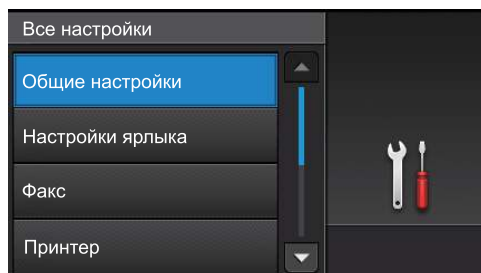 Все настройки
Общие настройки
Настройки ярлыка
Факс
Принтер